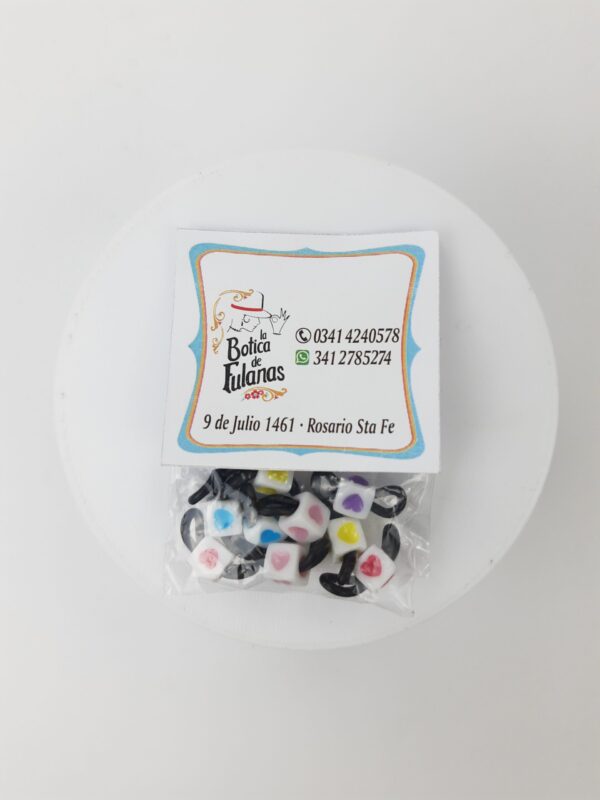 la
Botica
de
Fulanas
0341 4240578
341 2785274
9 de Julio 1461 · Rosario Sta Fe